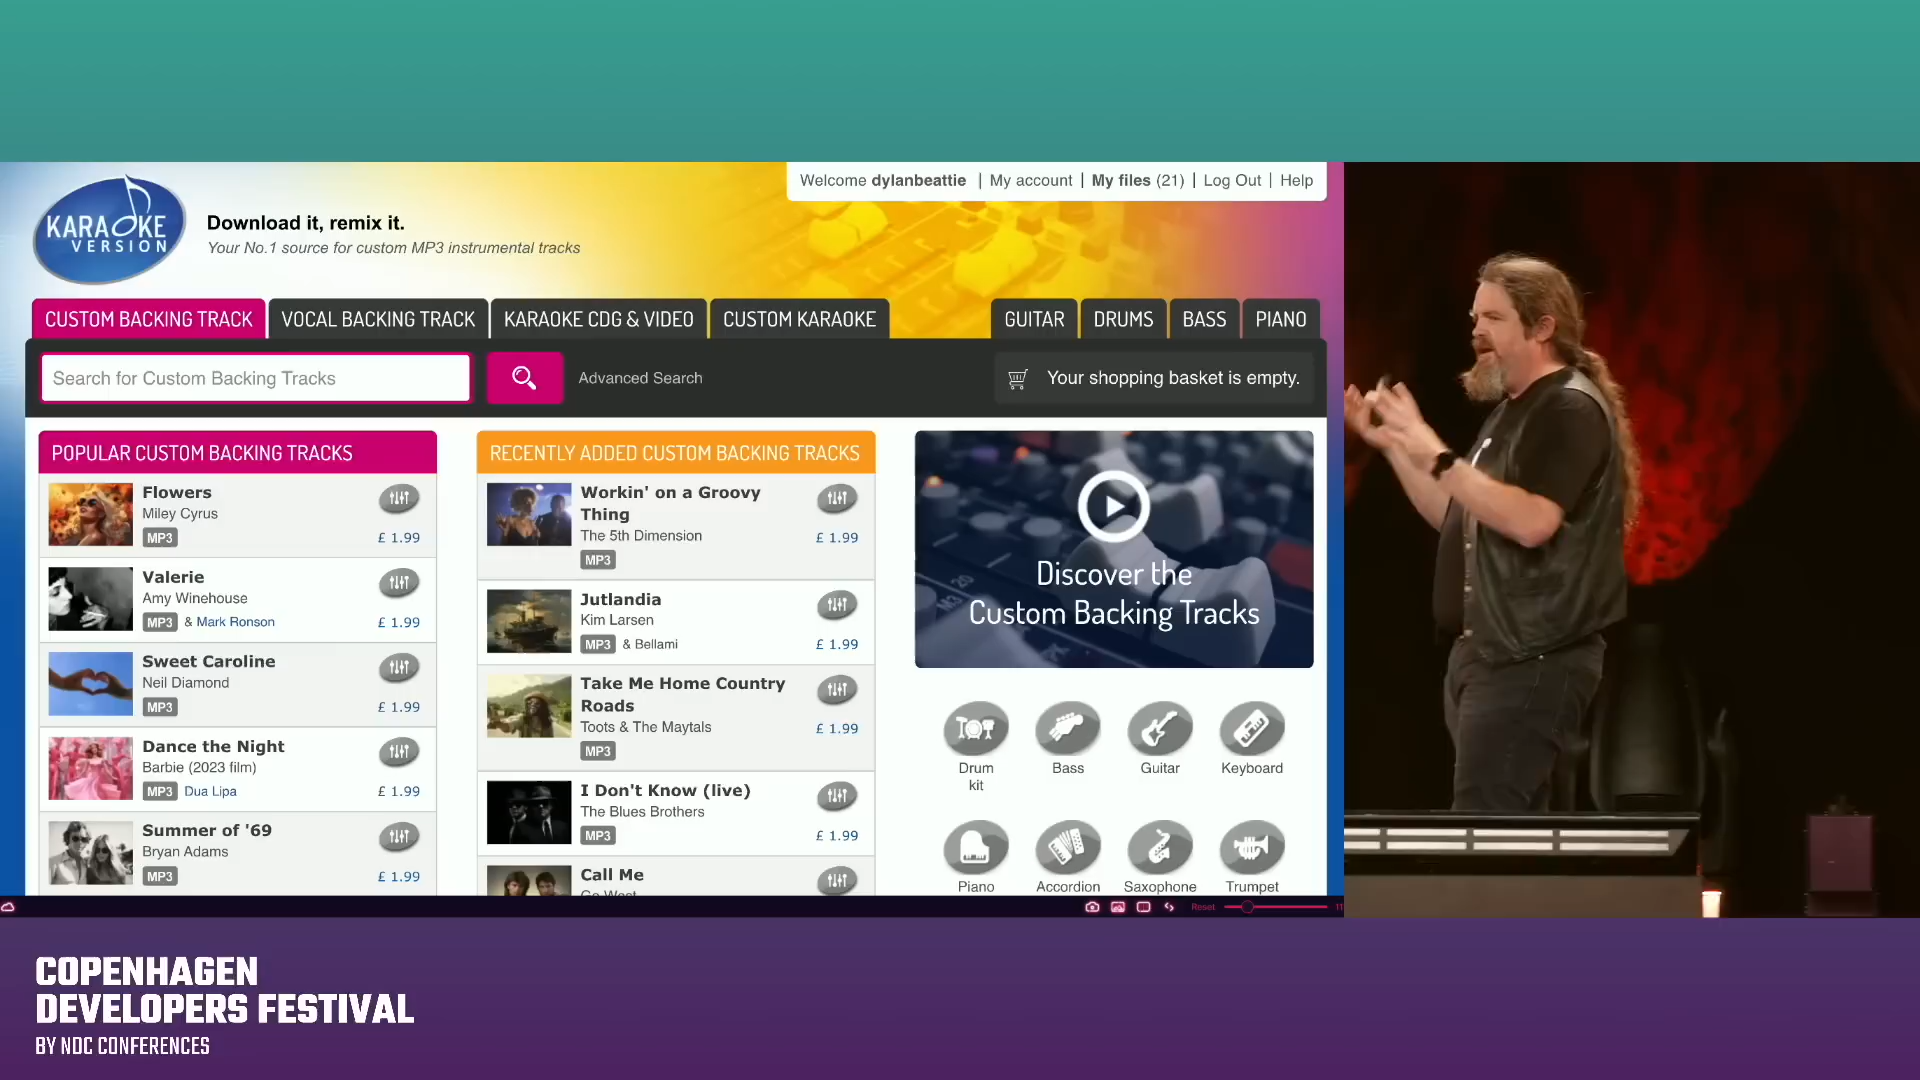 Welcome dylanbeattie | My account | My files (21) | Log Out | Help
KARAOKE
VERSION
Download it, remix it.
Your No.1 source for custom MP3 instrumental tracks
CUSTOM BACKING TRACK
VOCAL BACKING TRACK
KARAOKE CDG & VIDEO
CUSTOM KARAOKE
GUITAR
DRUMS
BASS
PIANO
Search for Custom Backing Tracks
Advanced Search
Your shopping basket is empty.
POPULAR CUSTOM BACKING TRACKS
Flowers
Miley Cyrus
MP3
£ 1.99
Valerie
Amy Winehouse
MP3 & Mark Ronson
£ 1.99
Sweet Caroline
Neil Diamond
MP3
£ 1.99
Dance the Night
Barbie (2023 film)
MP3 Dua Lipa
£ 1.99
Summer of '69
Bryan Adams
MP3
£ 1.99
RECENTLY ADDED CUSTOM BACKING TRACKS
Workin' on a Groovy
Thing
The 5th Dimension
£ 1.99
MP3
Jutlandia
Kim Larsen
MP3 & Bellami
£ 1.99
Take Me Home Country
Roads
Toots & The Maytals
£ 1.99
MP3
I Don't Know (live)
The Blues Brothers
MP3
£ 1.99
Call Me
Go West
Discover the
Custom Backing Tracks
Drum
kit
Bass
Guitar
Keyboard
Piano
Accordion
Saxophone
Trumpet
Reset
COPENHAGEN
DEVELOPERS FESTIVAL
BY NDC CONFERENCES